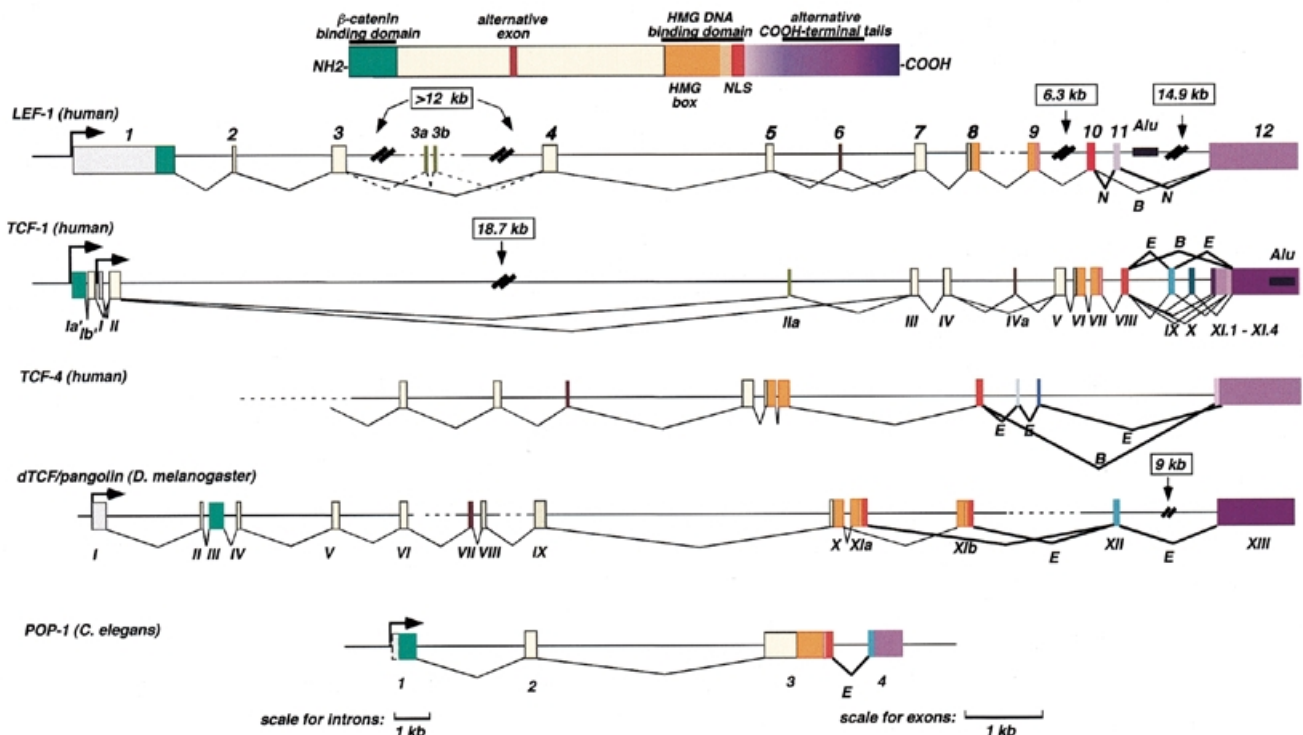 β-catenin binding domain
alternative exon
HMG DNA binding domain
alternative COOH-terminal tails
NH2-
-COOH
HMG box
NLS
LEF-1 (human)
>12 kb
6.3 kb
14.9 kb
1 2 3 3a 3b 4 5 6 7 8 9 10 11 Alu 12
N B N
TCF-1 (human)
18.7 kb
E B E
Alu
Ia' Ib' I II IIa III IV IVa V VI VII VIII IX X XI.1 - XI.4
TCF-4 (human)
E E E
B
dTCF/pangolin (D. melanogaster)
9 kb
I II III IV V VI VII VIII IX X XIa XIb XII XIII
E E
POP-1 (C. elegans)
1 2 3 4
E
scale for introns:
1 kb
scale for exons:
1 kb